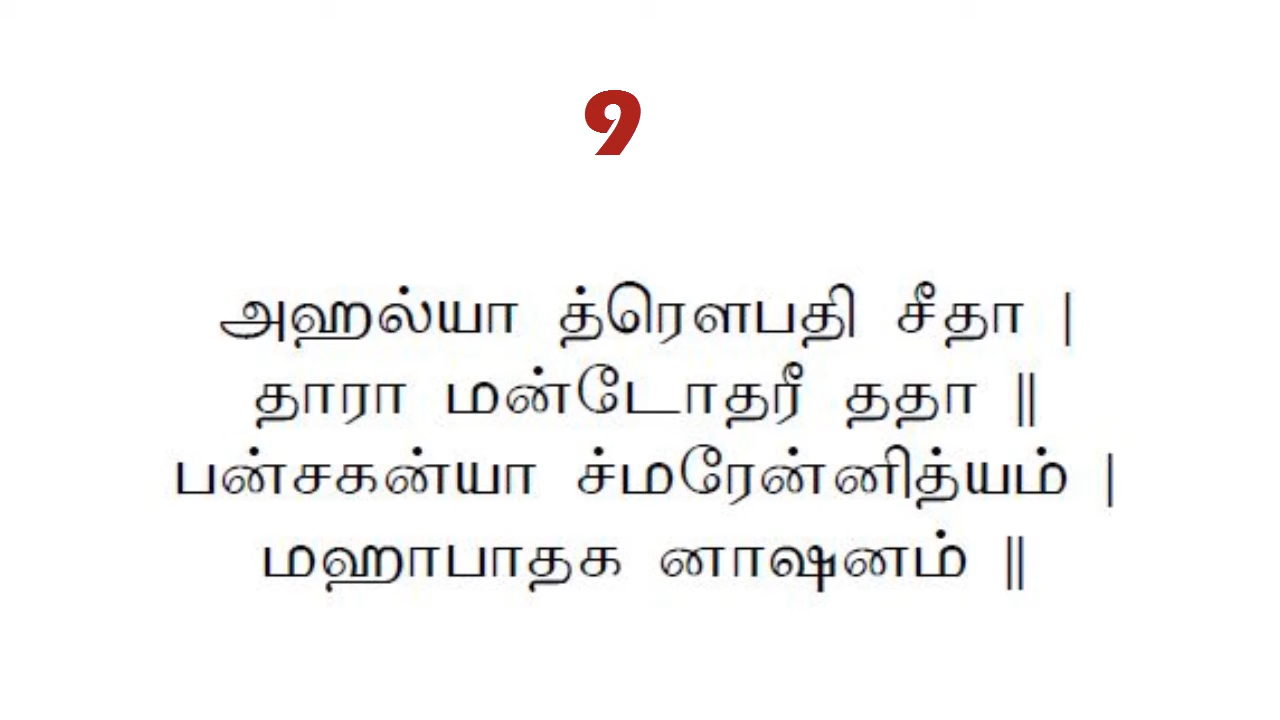 9
அஹல்யா த்ரௌபதி சீதா |
தாரா மன்டோதரீ ததா ||
பன்சகன்யா ச்மரேன்னித்யம் |
மஹாபாதக னாஷனம் ||